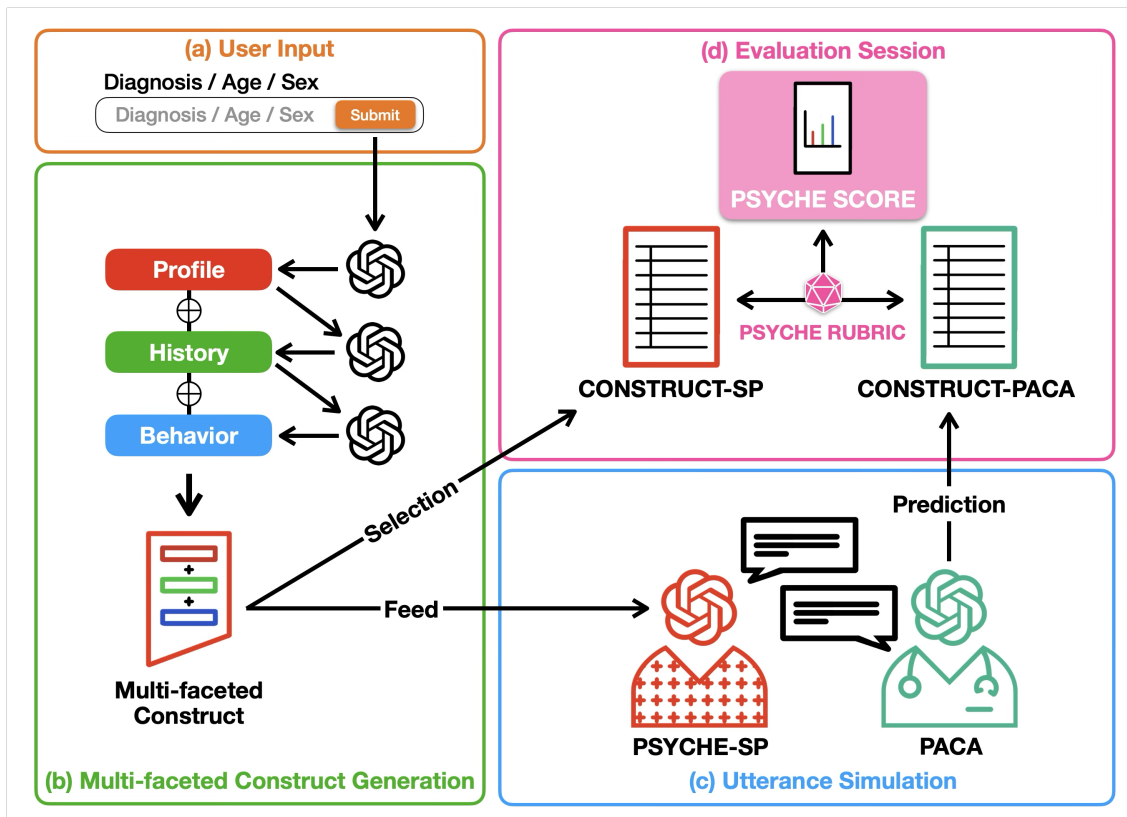 (a) User Input
Diagnosis / Age / Sex
Diagnosis / Age / Sex
Submit
Profile
History
Behavior
+
+
Multi-faceted
Construct
(b) Multi-faceted Construct Generation
Selection
Feed
(d) Evaluation Session
PSYCHE SCORE
PSYCHE RUBRIC
CONSTRUCT-SP
CONSTRUCT-PACA
Prediction
PSYCHE-SP
PACA
(c) Utterance Simulation